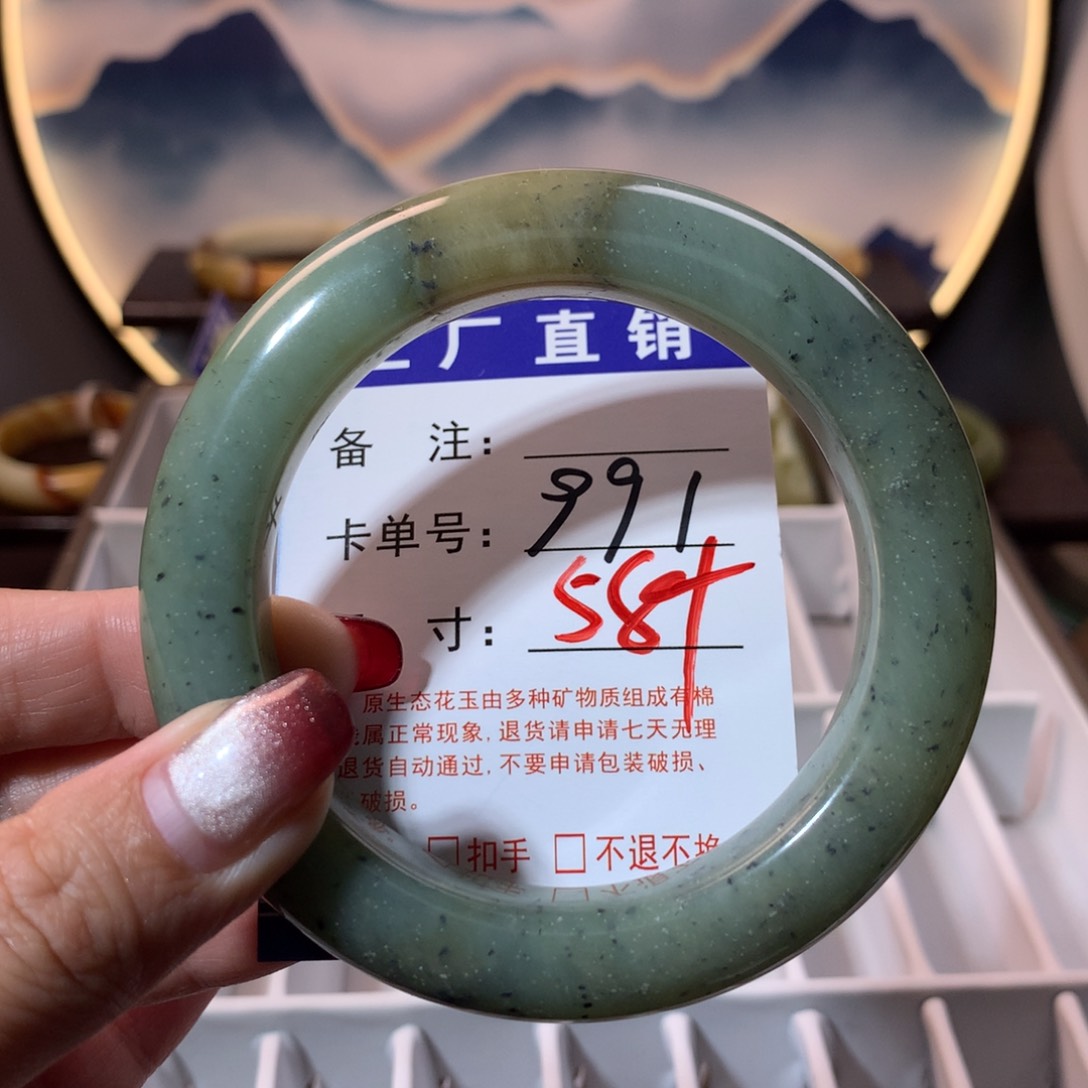 厂直销
备 注:
卡单号: 991
寸: 58
原生态花玉由多种矿物质组成有棉
属正常现象,退货请申请七天无理
退货自动通过,不要申请包装破损、
破损。
□扣手 □不退不换